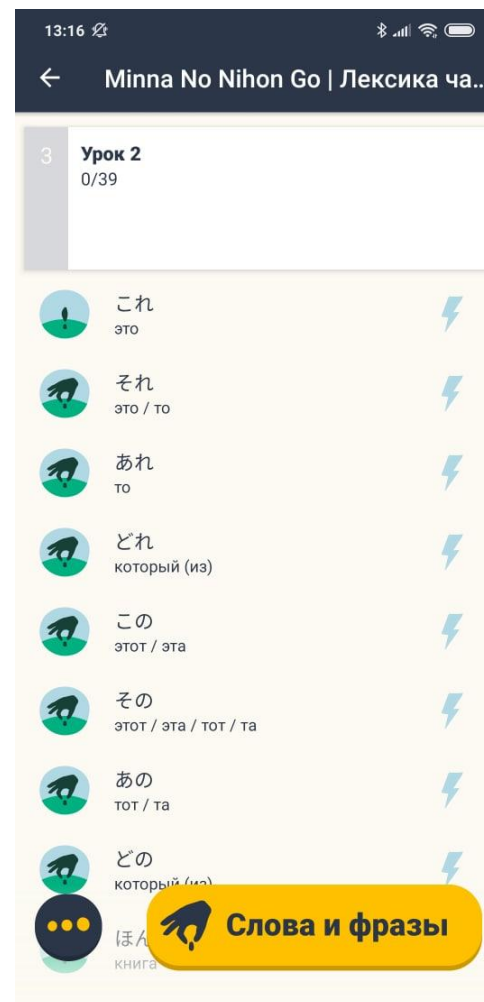 13:16
Minna No Nihon Go | Лексика ча..
3
Урок 2
0/39
これ
это
それ
это / то
あれ
то
どれ
который (из)
この
этот / эта
その
этот / эта / тот / та
あの
тот / та
どの
который (из)
Слова и фразы
книга